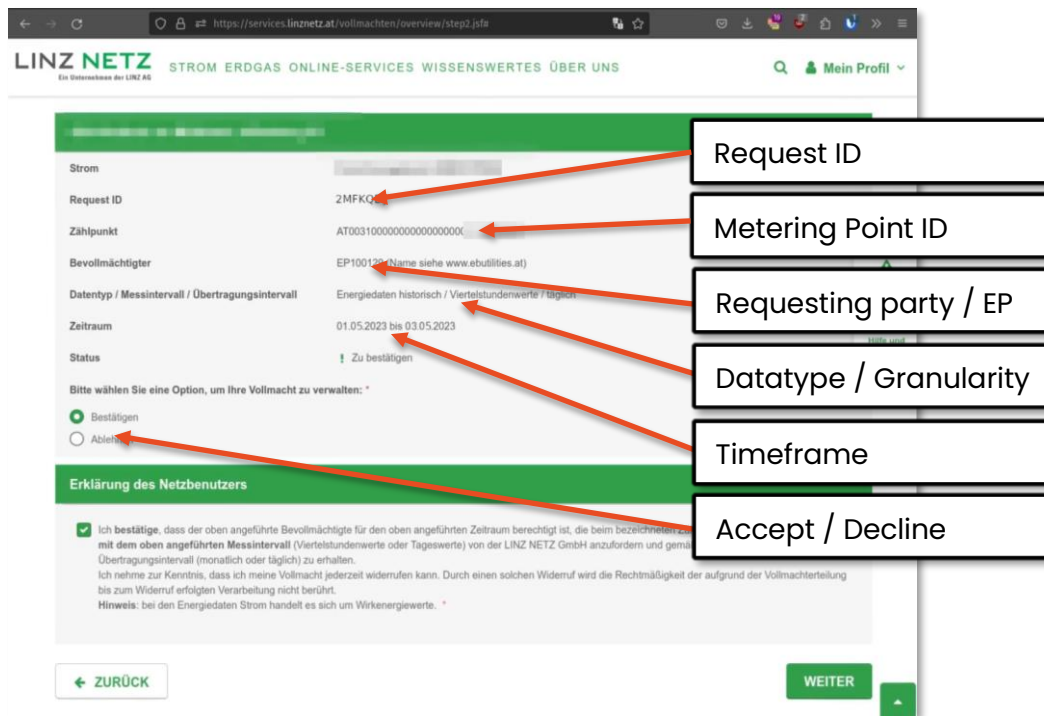 https://services.linznetz.at/vollmachten/overview/step2.jsf#
LINZ NETZ
Ein Unternehmen der LINZ AG
STROM ERDGAS ONLINE-SERVICES WISSENSWERTES ÜBER UNS
Mein Profil
Strom
Request ID
2MFKQ
Request ID
Zählpunkt
AT0031000000000000000
Metering Point ID
Bevollmächtigter
(Name siehe www.ebutilities.at)
Requesting party / EP
Datentyp / Messintervall / Übertragungsintervall
Energiedaten historisch / Viertelstundenwerte / täglich
Zeitraum
01.05.2023 bis 03.05.2023
Hilfe und
Status
! Zu bestätigen
Datatype / Granularity
Bitte wählen Sie eine Option, um Ihre Vollmacht zu verwalten: *
Bestätigen
Timeframe
Erklärung des Netzbenutzers
Accept / Decline
Ich bestätige, dass der oben angeführte Bevollmächtigte für den oben angeführten Zeitraum berechtigt ist, die beim bezeichneten
mit dem oben angeführten Messintervall (Viertelstundenwerte oder Tageswerte) von der LINZ NETZ GmbH anzufordern und
Übertragungsintervall (monatlich oder täglich) zu erhalten.
Ich nehme zur Kenntnis, dass ich meine Vollmacht jederzeit widerrufen kann. Durch einen solchen Widerruf wird die Rechtmäßigkeit der aufgrund der Vollmachterteilung
bis zum Widerruf erfolgten Verarbeitung nicht berührt.
Hinweis: bei den Energiedaten Strom handelt es sich um Wirkenergiewerte. *
ZURÜCK
WEITER